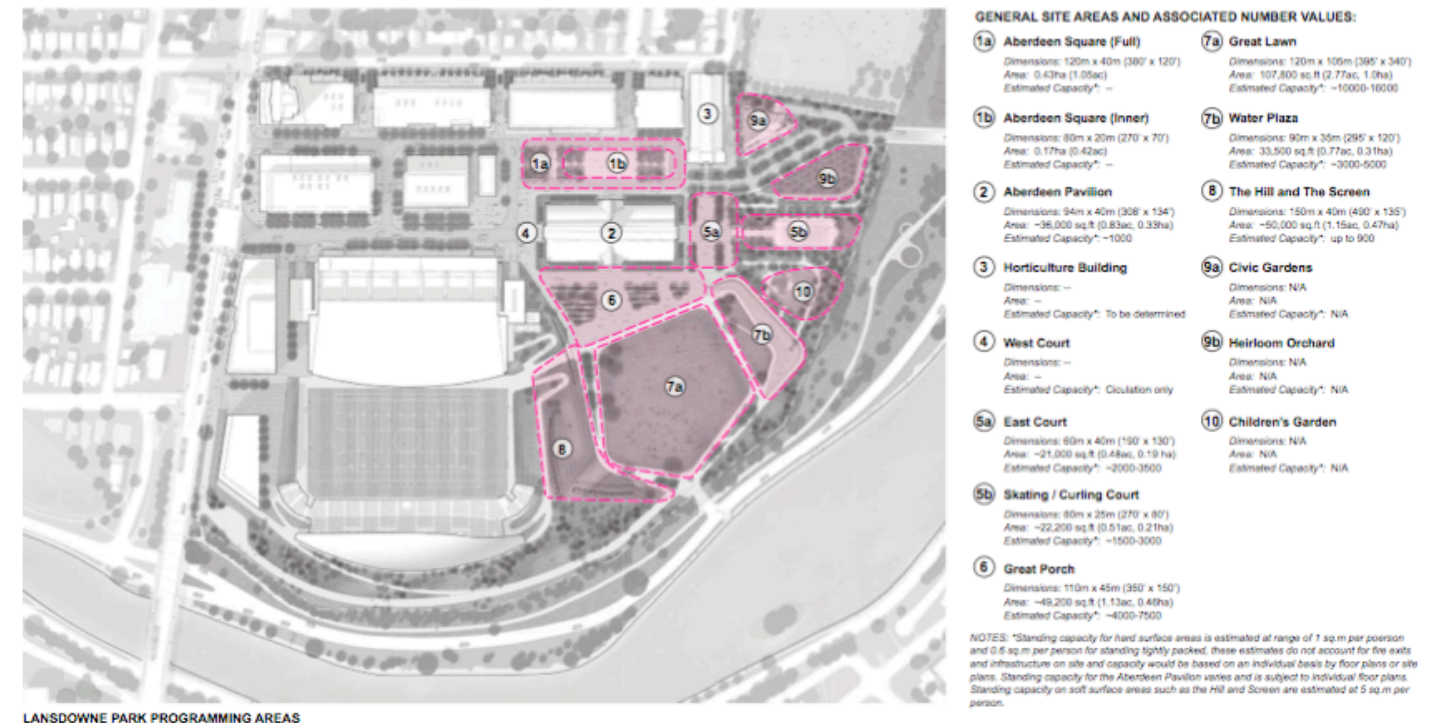 GENERAL SITE AREAS AND ASSOCIATED NUMBER VALUES:
1a Aberdeen Square (Full)
Dimensions: 120m x 40m (380' x 120')
Area: 0.43ha (1.05ac)
Estimated Capacity*: --
1b Aberdeen Square (Inner)
Dimensions: 80m x 20m (270' x 70')
Area: 0.17ha (0.42ac)
Estimated Capacity*: --
2 Aberdeen Pavilion
Dimensions: 94m x 40m (308' x 134')
Area: ~36,000 sq.ft (0.83ac, 0.33ha)
Estimated Capacity*: ~1000
3 Horticulture Building
Dimensions: --
Area: --
Estimated Capacity*: To be determined
4 West Court
Dimensions: --
Area: --
Estimated Capacity*: Ciculation only
5a East Court
Dimensions: 60m x 40m (190' x 130')
Area: ~21,000 sq.ft (0.48ac, 0.19 ha)
Estimated Capacity*: ~2000-3500
5b Skating / Curling Court
Dimensions: 80m x 25m (270' x 80')
Area: ~22,200 sq.ft (0.51ac, 0.21ha)
Estimated Capacity*: ~1500-3000
6 Great Porch
Dimensions: 110m x 45m (350' x 150')
Area: ~49,200 sq.ft (1.13ac, 0.46ha)
Estimated Capacity*: ~4000-7500
7a Great Lawn
Dimensions: 120m x 105m (395' x 340')
Area: 107,800 sq.ft (2.77ac, 1.0ha)
Estimated Capacity*: ~10000-16000
7b Water Plaza
Dimensions: 90m x 35m (295' x 120')
Area: 33,500 sq.ft (0.77ac, 0.31ha)
Estimated Capacity*: ~3000-5000
8 The Hill and The Screen
Dimensions: 150m x 40m (490' x 135')
Area: ~50,000 sq.ft (1.15ac, 0.47ha)
Estimated Capacity*: up to 900
9a Civic Gardens
Dimensions: N/A
Area: N/A
Estimated Capacity*: N/A
9b Heirloom Orchard
Dimensions: N/A
Area: N/A
Estimated Capacity*: N/A
10 Children's Garden
Dimensions: N/A
Area: N/A
Estimated Capacity*: N/A
NOTES: *Standing capacity for hard surface areas is estimated at range of 1 sq.m per poerson
and 0.6 sq.m per person for standing tightly packed, these estimates do not account for fire exits
and infrastructure on site and capacity would be based on an individual basis by floor plans or site
plans. Standing capacity for the Aberdeen Pavilion varies and is subject to individual floor plans.
Standing capacity on soft surface areas such as the Hill and Screen are estimated at 5 sq.m per
person.
3
9a
1a
1b
9b
4
2
5a
5b
6
10
7b
7a
8
LANSDOWNE PARK PROGRAMMING AREAS